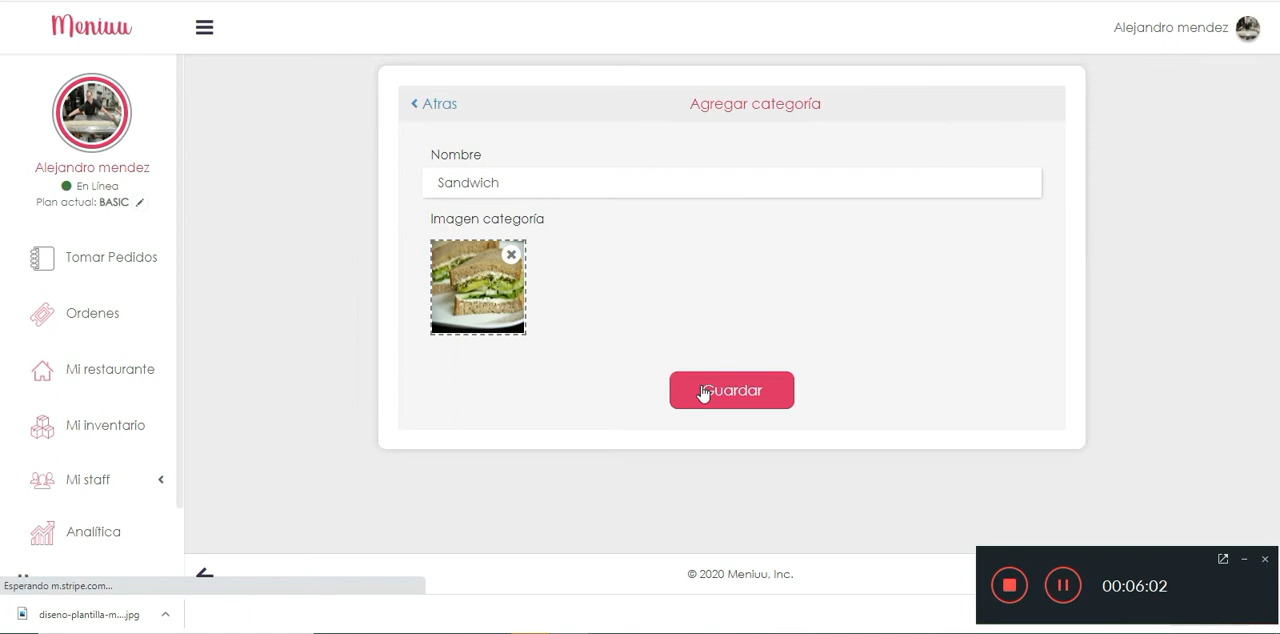 Meniuu
Alejandro mendez
Alejandro mendez
En Línea
Plan actual: BASIC
Tomar Pedidos
Ordenes
Mi restaurante
Mi inventario
Mi staff
Analítica
Atras
Agregar categoría
Nombre
Sandwich
Imagen categoría
Guardar
© 2020 Meniuu, Inc.
Esperando m.stripe.com...
diseno-plantilla-m....jpg
00:06:02